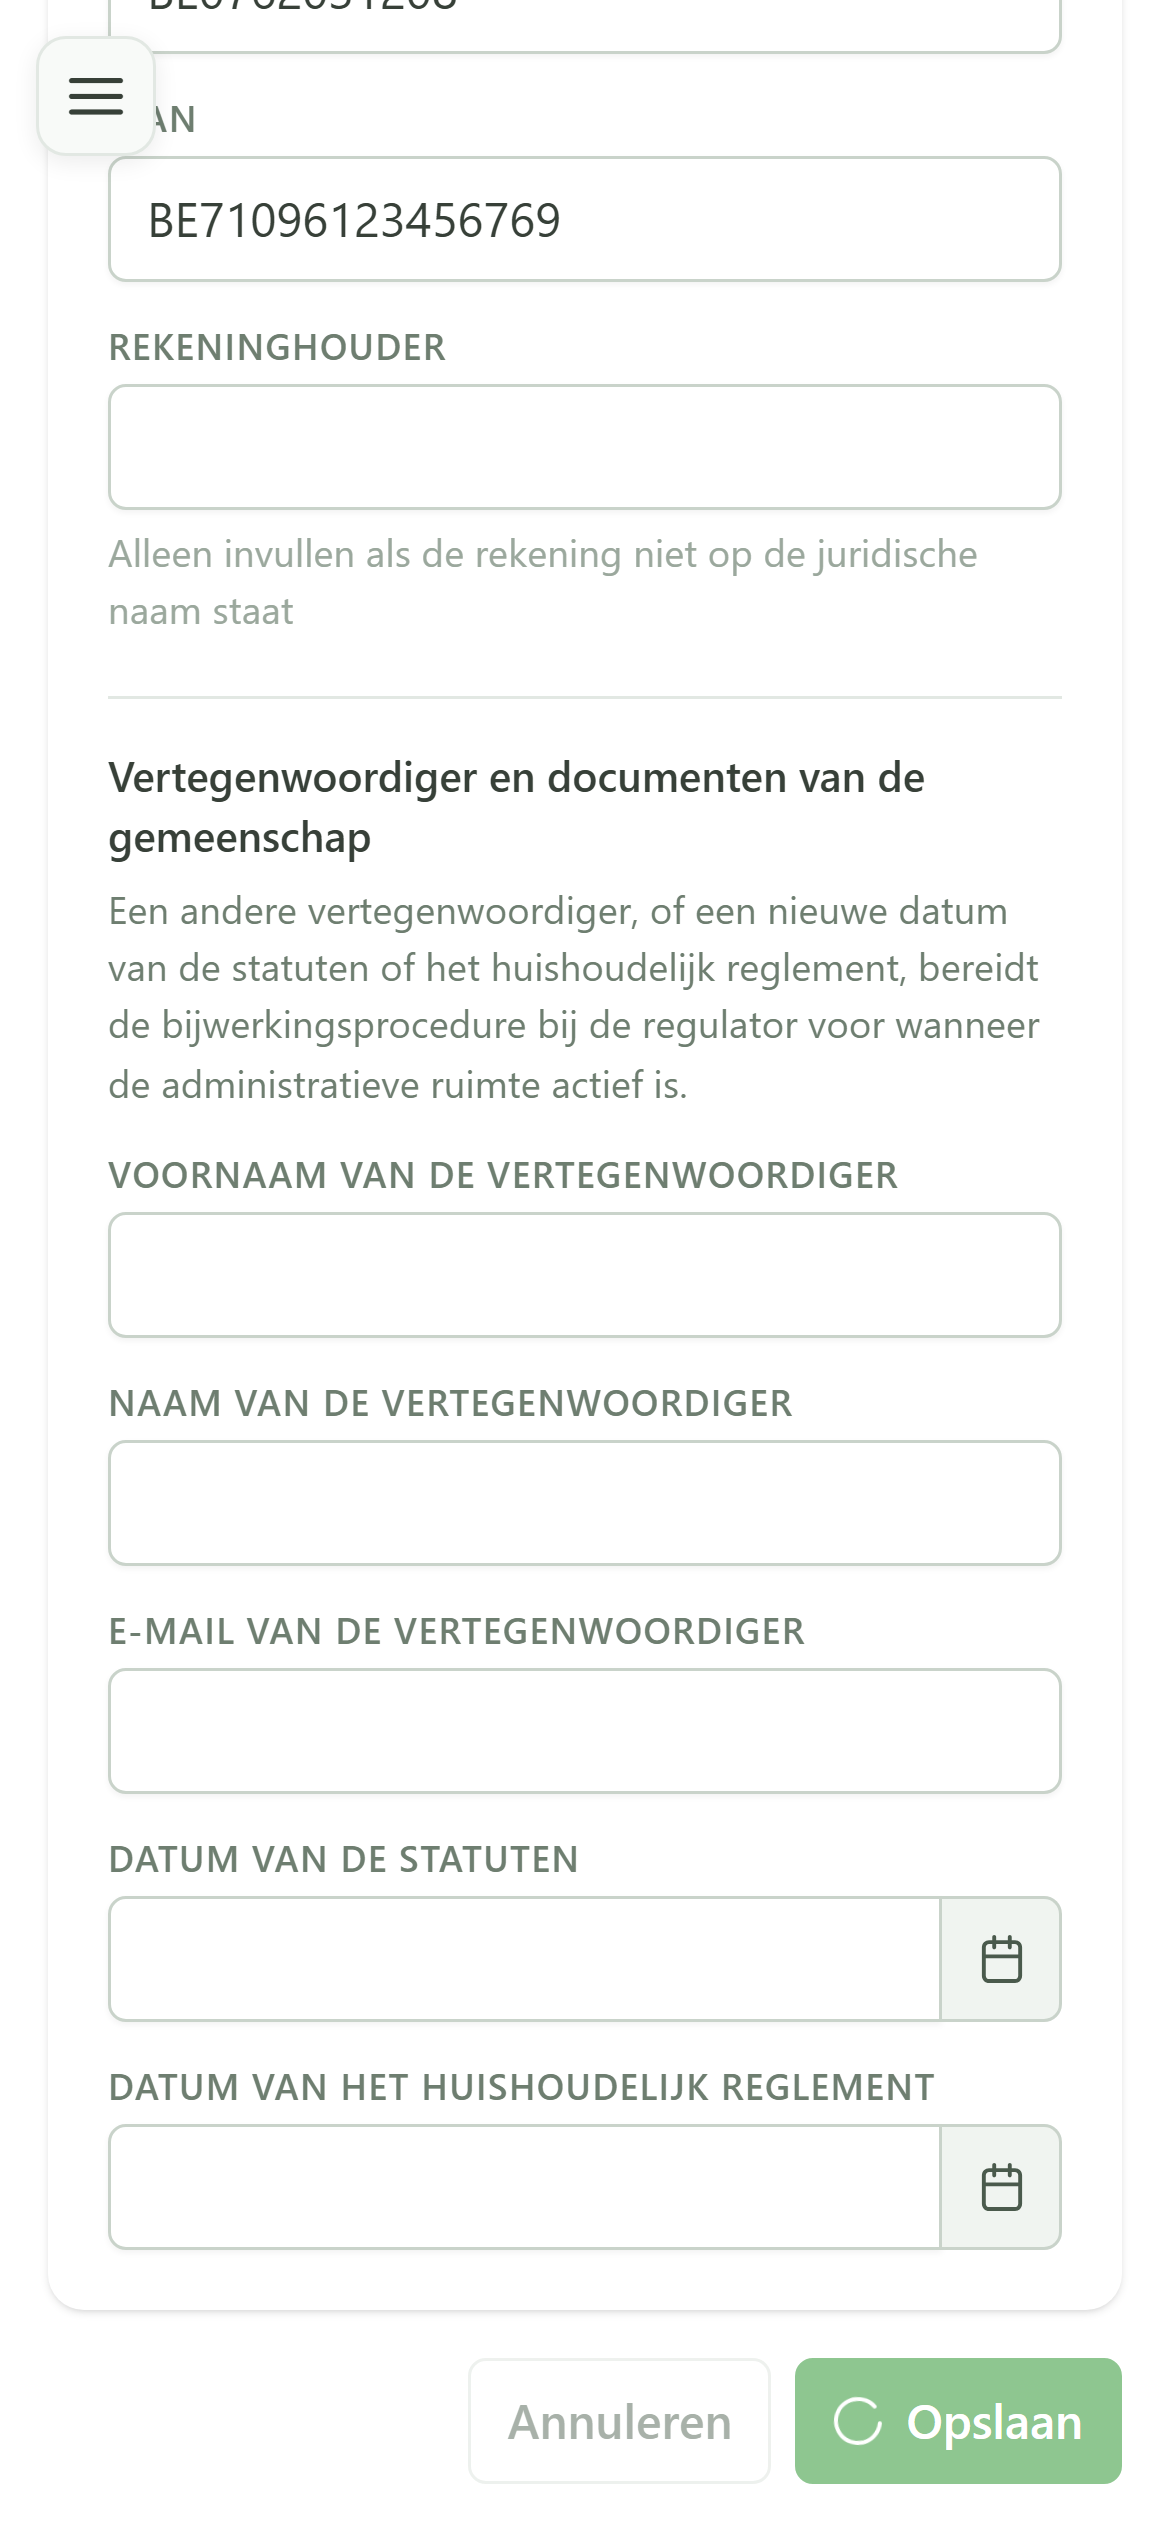 AN
BE71096123456769
REKENINGHOUDER
Alleen invullen als de rekening niet op de juridische
naam staat
Vertegenwoordiger en documenten van de
gemeenschap
Een andere vertegenwoordiger, of een nieuwe datum
van de statuten of het huishoudelijk reglement, bereidt
de bijwerkingsprocedure bij de regulator voor wanneer
de administratieve ruimte actief is.
VOORNAAM VAN DE VERTEGENWOORDIGER
NAAM VAN DE VERTEGENWOORDIGER
E-MAIL VAN DE VERTEGENWOORDIGER
DATUM VAN DE STATUTEN
DATUM VAN HET HUISHOUDELIJK REGLEMENT
Annuleren
Opslaan